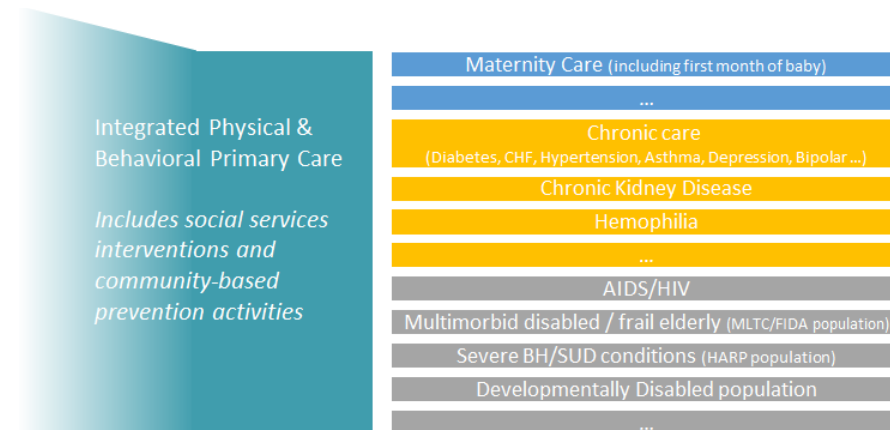 Integrated Physical &
Behavioral Primary Care
Includes social services
interventions and
community-based
prevention activities
Maternity Care (including first month of baby)
...
Chronic care
(Diabetes, CHF, Hypertension, Asthma, Depression, Bipolar ...)
Chronic Kidney Disease
Hemophilia
...
AIDS/HIV
Multimorbid disabled / frail elderly (MLTC/FIDA population)
Severe BH/SUD conditions (HARP population)
Developmentally Disabled population
...